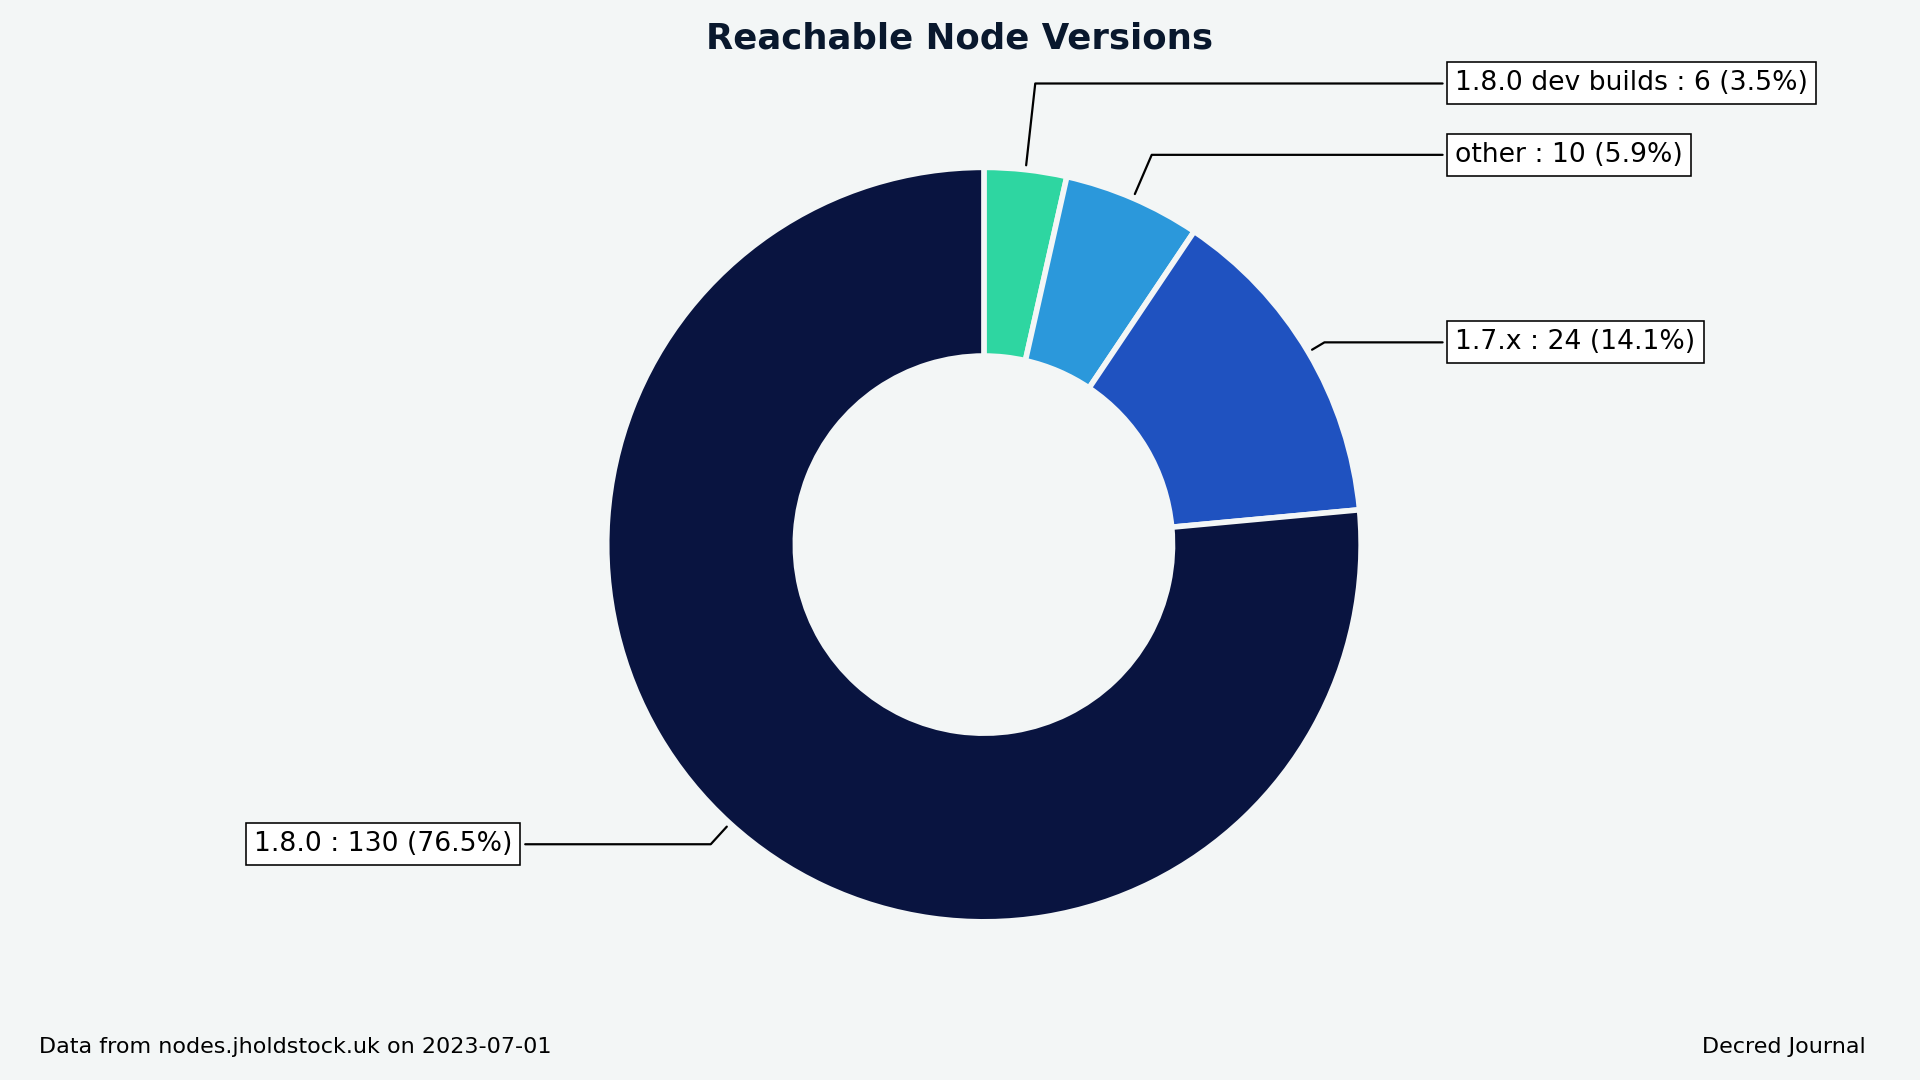 Reachable Node Versions
1.8.0 dev builds : 6 (3.5%)
other : 10 (5.9%)
1.7.x : 24 (14.1%)
1.8.0 : 130 (76.5%)
Data from nodes.jholdstock.uk on 2023-07-01
Decred Journal